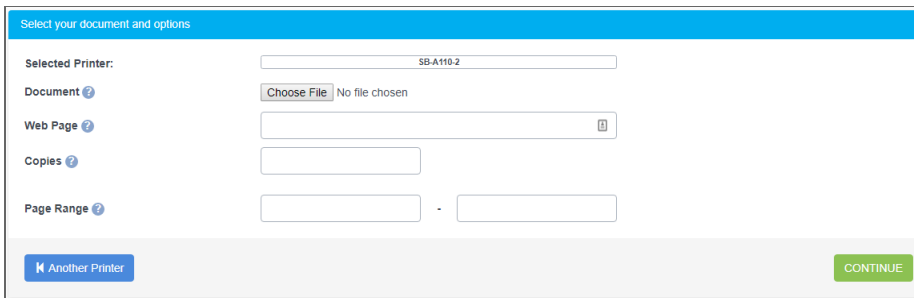 Select your document and options
Selected Printer: SB-A110-2
Document ? Choose File No file chosen
Web Page ?
Copies ?
Page Range ? -
Another Printer CONTINUE